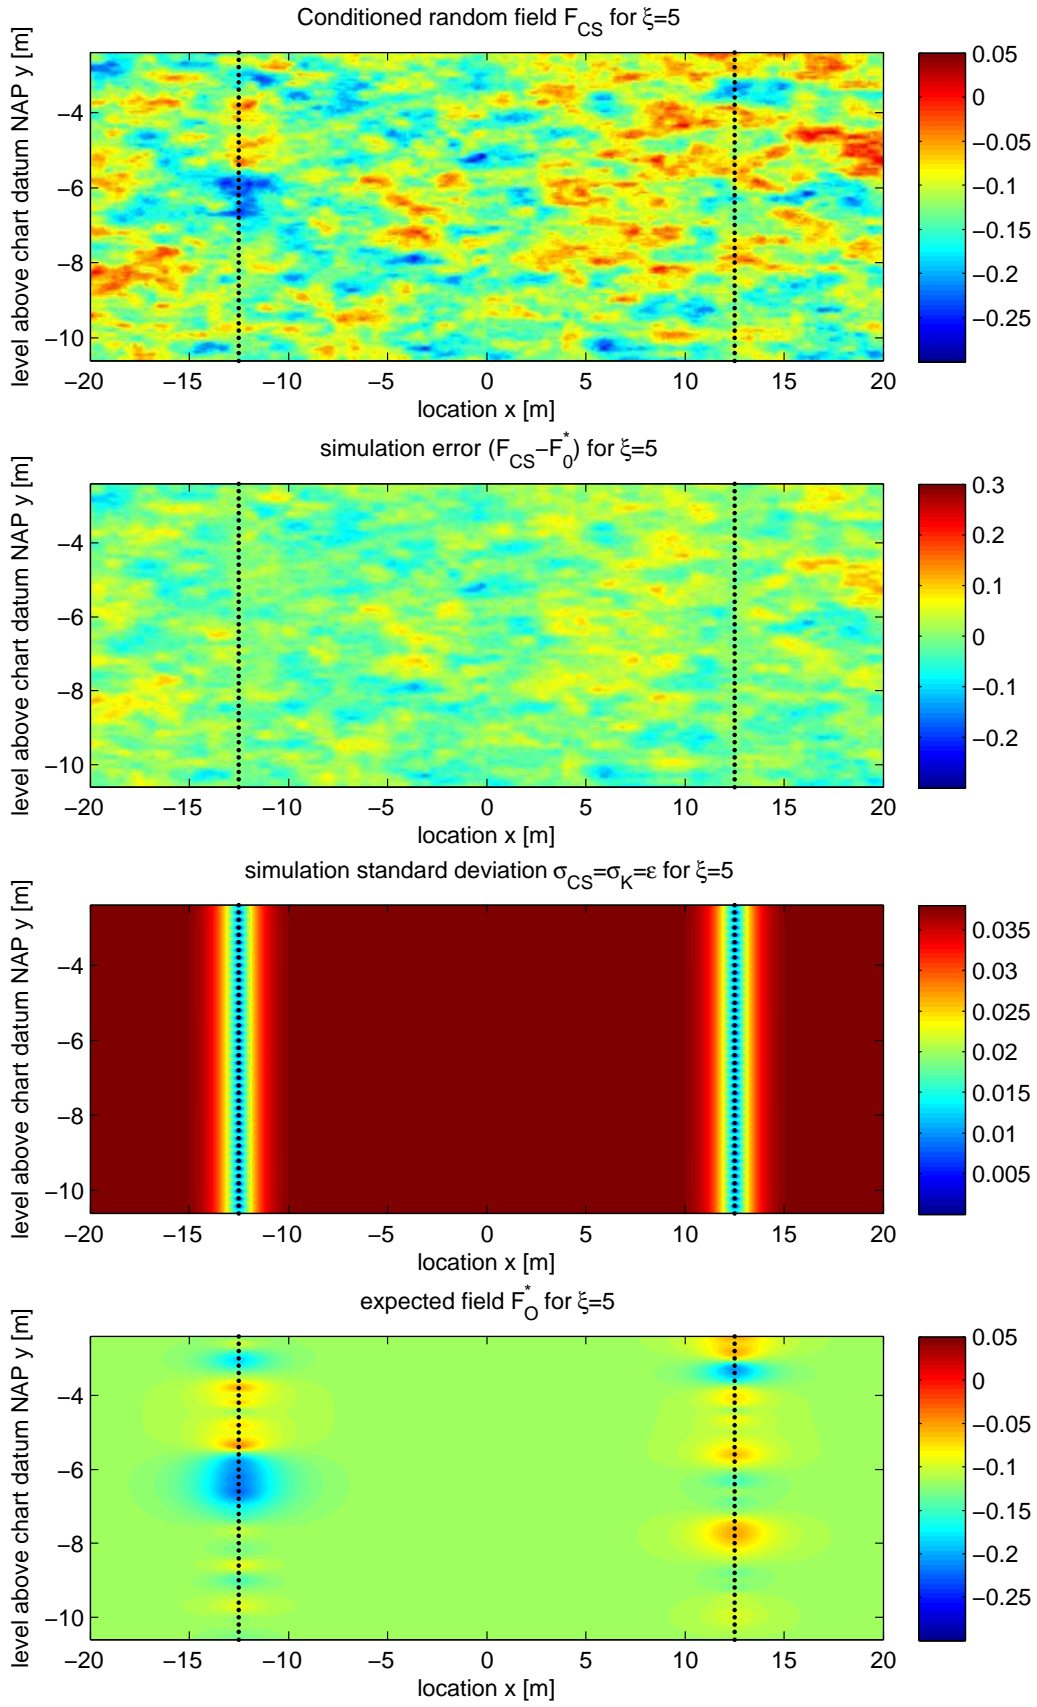 Conditioned random field F_CS for ξ=5
level above chart datum NAP y [m]
−4
−6
−8
−10
−20 −15 −10 −5 0 5 10 15 20
location x [m]
0.05
0
−0.05
−0.1
−0.15
−0.2
−0.25
simulation error (F_CS−F_0^*) for ξ=5
level above chart datum NAP y [m]
−4
−6
−8
−10
−20 −15 −10 −5 0 5 10 15 20
location x [m]
0.3
0.2
0.1
0
−0.1
−0.2
simulation standard deviation σ_CS=σ_K=ε for ξ=5
level above chart datum NAP y [m]
−4
−6
−8
−10
−20 −15 −10 −5 0 5 10 15 20
location x [m]
0.035
0.03
0.025
0.02
0.015
0.01
0.005
expected field F_O^* for ξ=5
level above chart datum NAP y [m]
−4
−6
−8
−10
−20 −15 −10 −5 0 5 10 15 20
location x [m]
0.05
0
−0.05
−0.1
−0.15
−0.2
−0.25